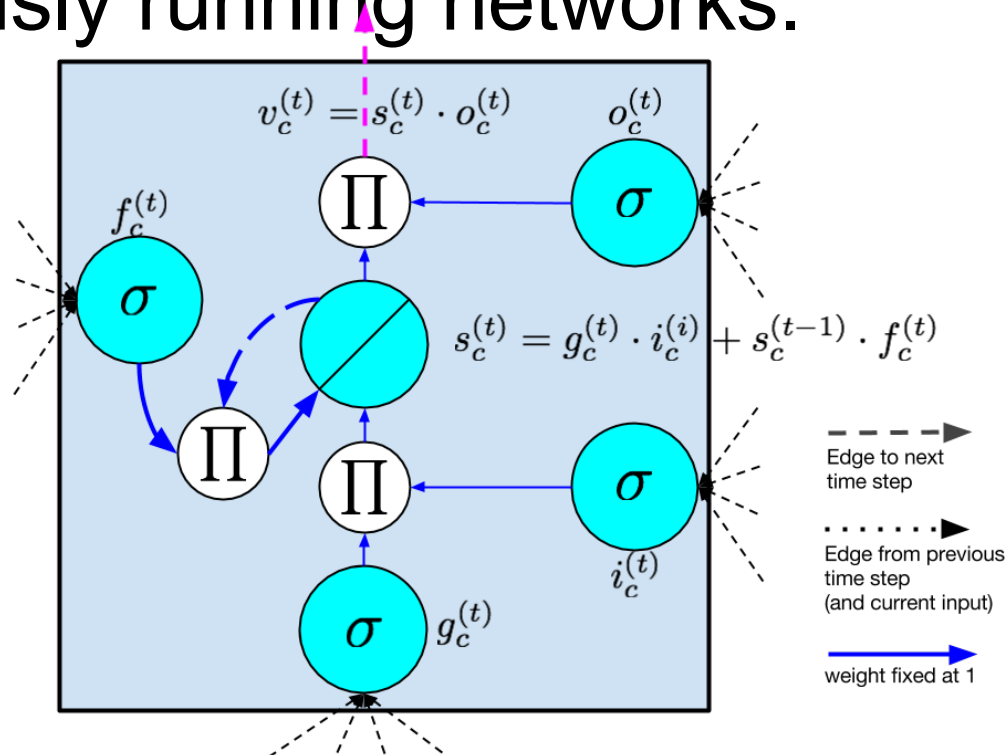 usly running networks.
v_c^{(t)} = s_c^{(t)} · o_c^{(t)}
o_c^{(t)}
∏
σ
f_c^{(t)}
σ
s_c^{(t)} = g_c^{(t)} · i_c^{(i)} + s_c^{(t-1)} · f_c^{(t)}
∏
∏
σ
i_c^{(t)}
σ
g_c^{(t)}
Edge to next
time step
Edge from previous
time step
(and current input)
weight fixed at 1